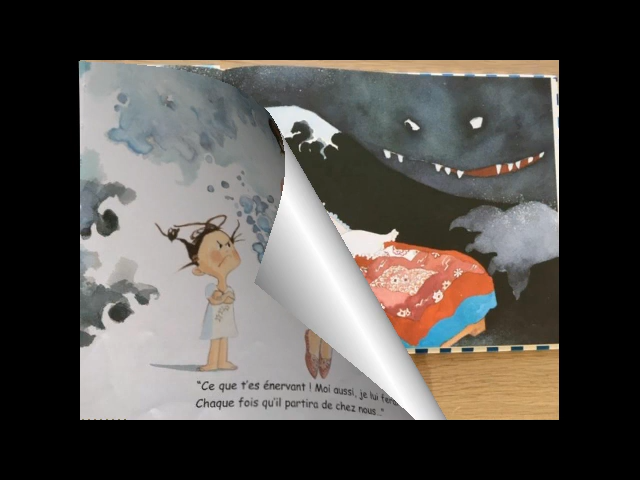 "Ce que t'es énervant ! Moi aussi, je lui
Chaque fois qu'il partira de chez nous..."